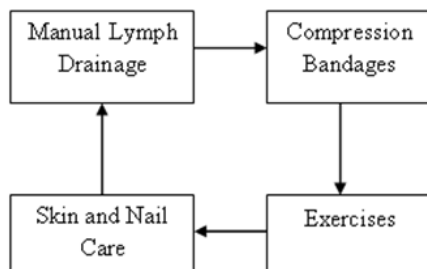 Manual Lymph
Drainage
Compression
Bandages
Skin and Nail
Care
Exercises